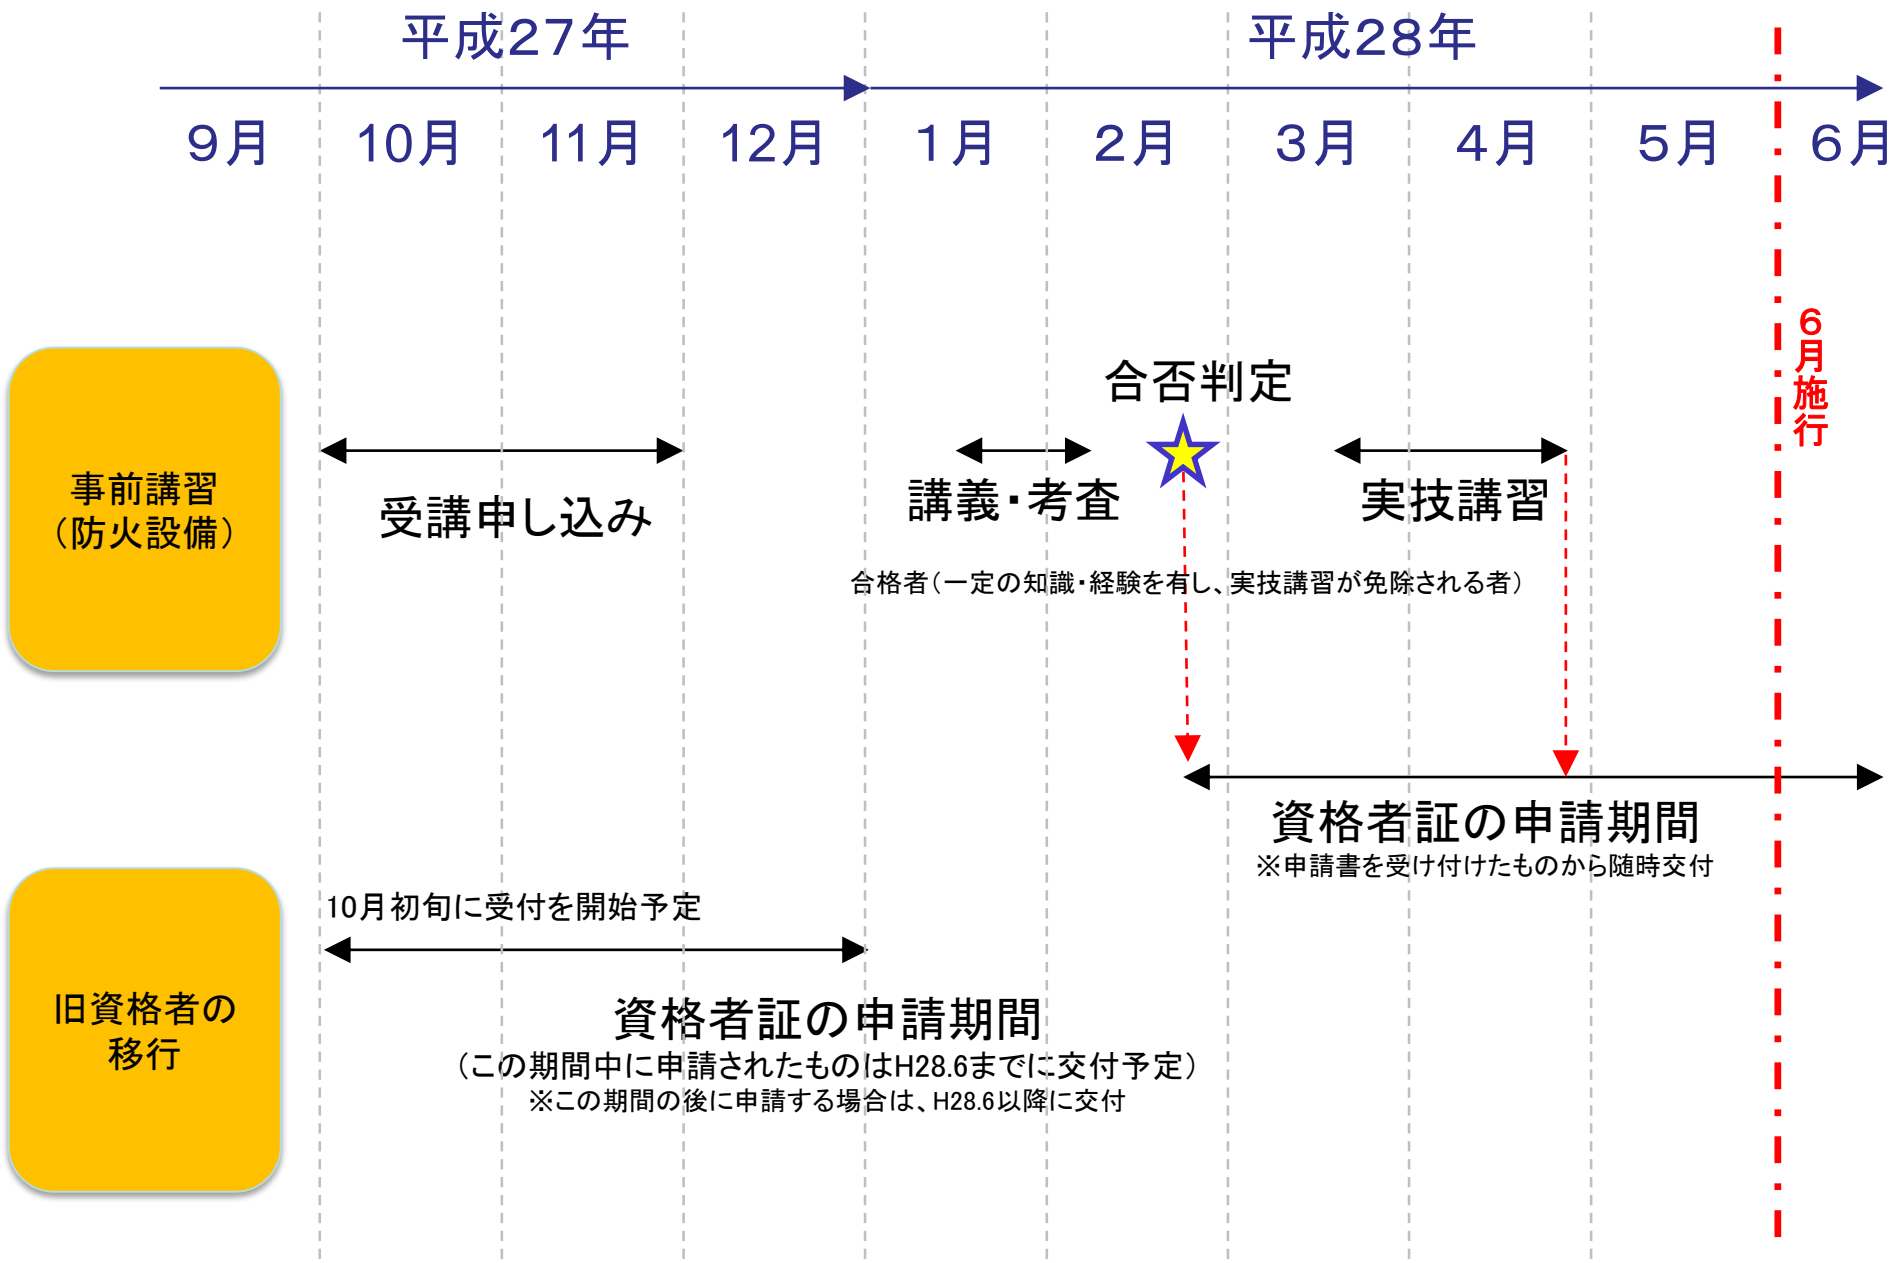 平成27年
平成28年
9月
10月
11月
12月
1月
2月
3月
4月
5月
6月
6月施行
事前講習
（防火設備）
受講申し込み
講義・考査
合否判定
実技講習
合格者（一定の知識・経験を有し、実技講習が免除される者）
資格者証の申請期間
※申請書を受け付けたものから随時交付
旧資格者の
移行
10月初旬に受付を開始予定
資格者証の申請期間
（この期間中に申請されたものはH28.6までに交付予定）
※この期間の後に申請する場合は、H28.6以降に交付